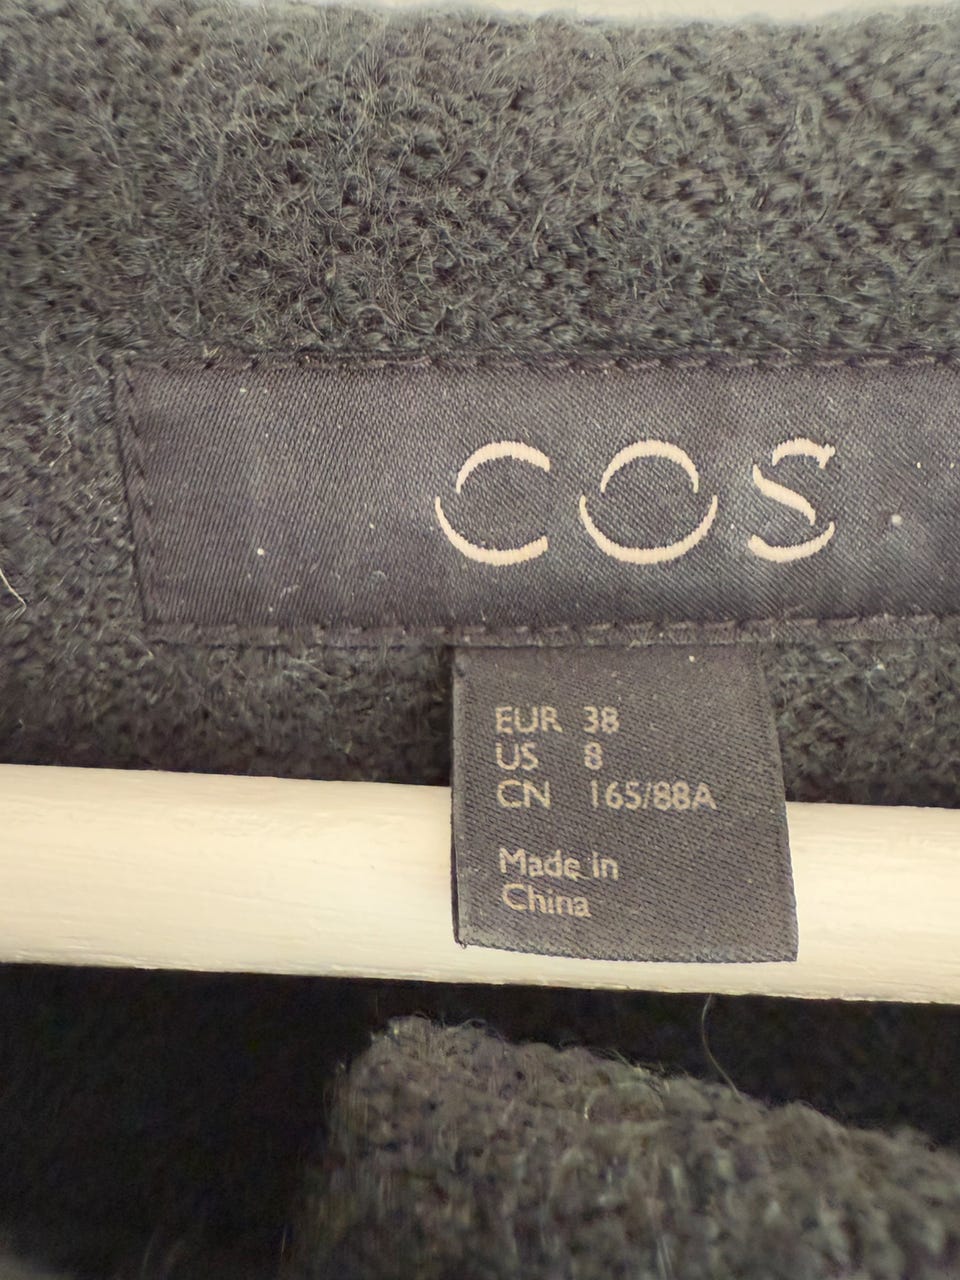 COS
EUR 38
US 8
CN 165/88A
Made in
China